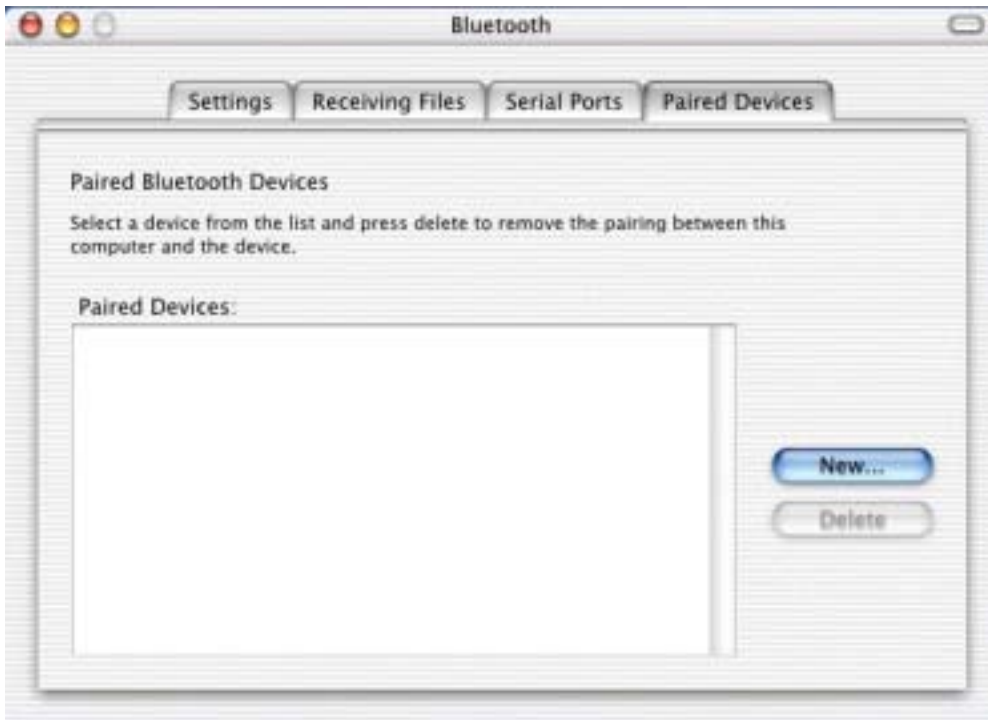 Bluetooth
Settings
Receiving Files
Serial Ports
Paired Devices
Paired Bluetooth Devices
Select a device from the list and press delete to remove the pairing between this
computer and the device.
Paired Devices:
New...
Delete